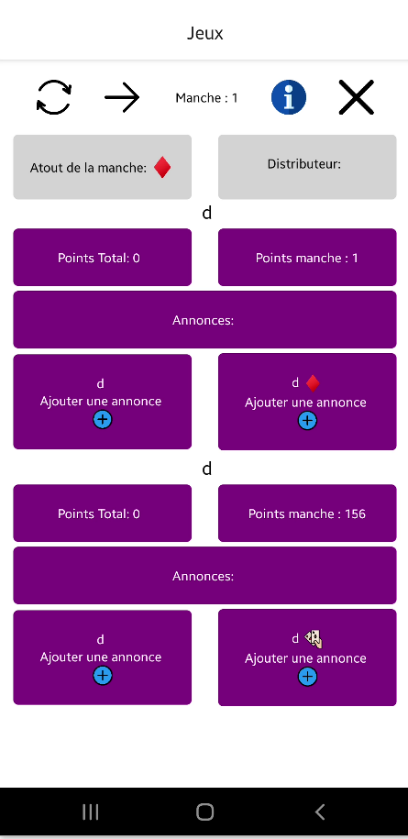 Jeux
Manche : 1
Atout de la manche:
Distributeur:
d
Points Total: 0
Points manche : 1
Annonces:
d
Ajouter une annonce
d
Ajouter une annonce
d
Points Total: 0
Points manche : 156
Annonces:
d
Ajouter une annonce
d
Ajouter une annonce